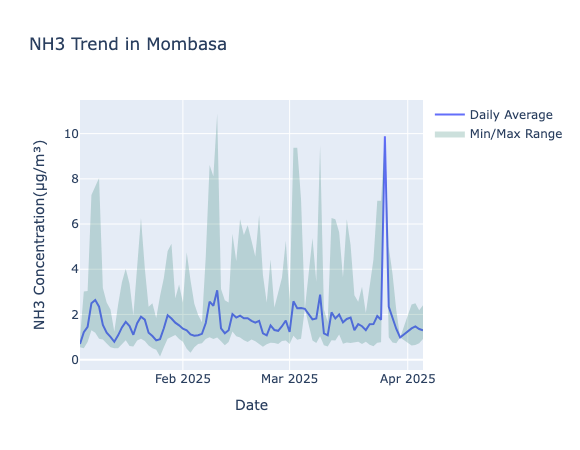 NH3 Trend in Mombasa
Daily Average
Min/Max Range
NH3 Concentration(µg/m³)
10
8
6
4
2
0
Feb 2025
Mar 2025
Apr 2025
Date